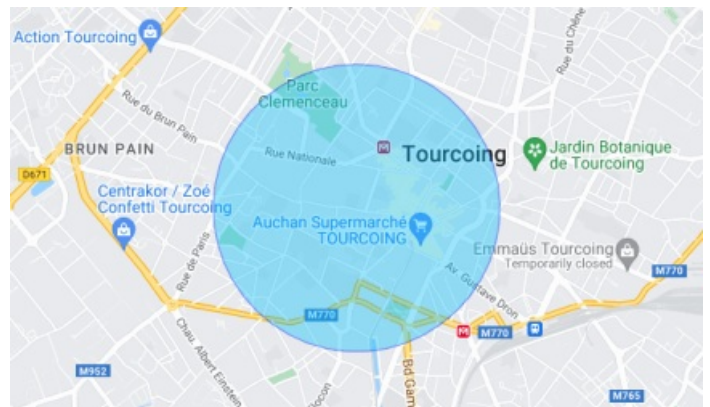 Action Tourcoing
Rue du Chêne
Parc
Clemenceau
Rue du Brun Pain
BRUN PAIN
Rue Nationale
Tourcoing
Jardin Botanique
de Tourcoing
D671
Centrakor / Zoé
Confetti Tourcoing
Auchan Supermarché
TOURCOING
Rue de Paris
Emmaüs Tourcoing
Temporarily closed
M770
Av. Gustave Dron
M770
M770
Chau. Albert Einstein
M952
Bd Gam
M765